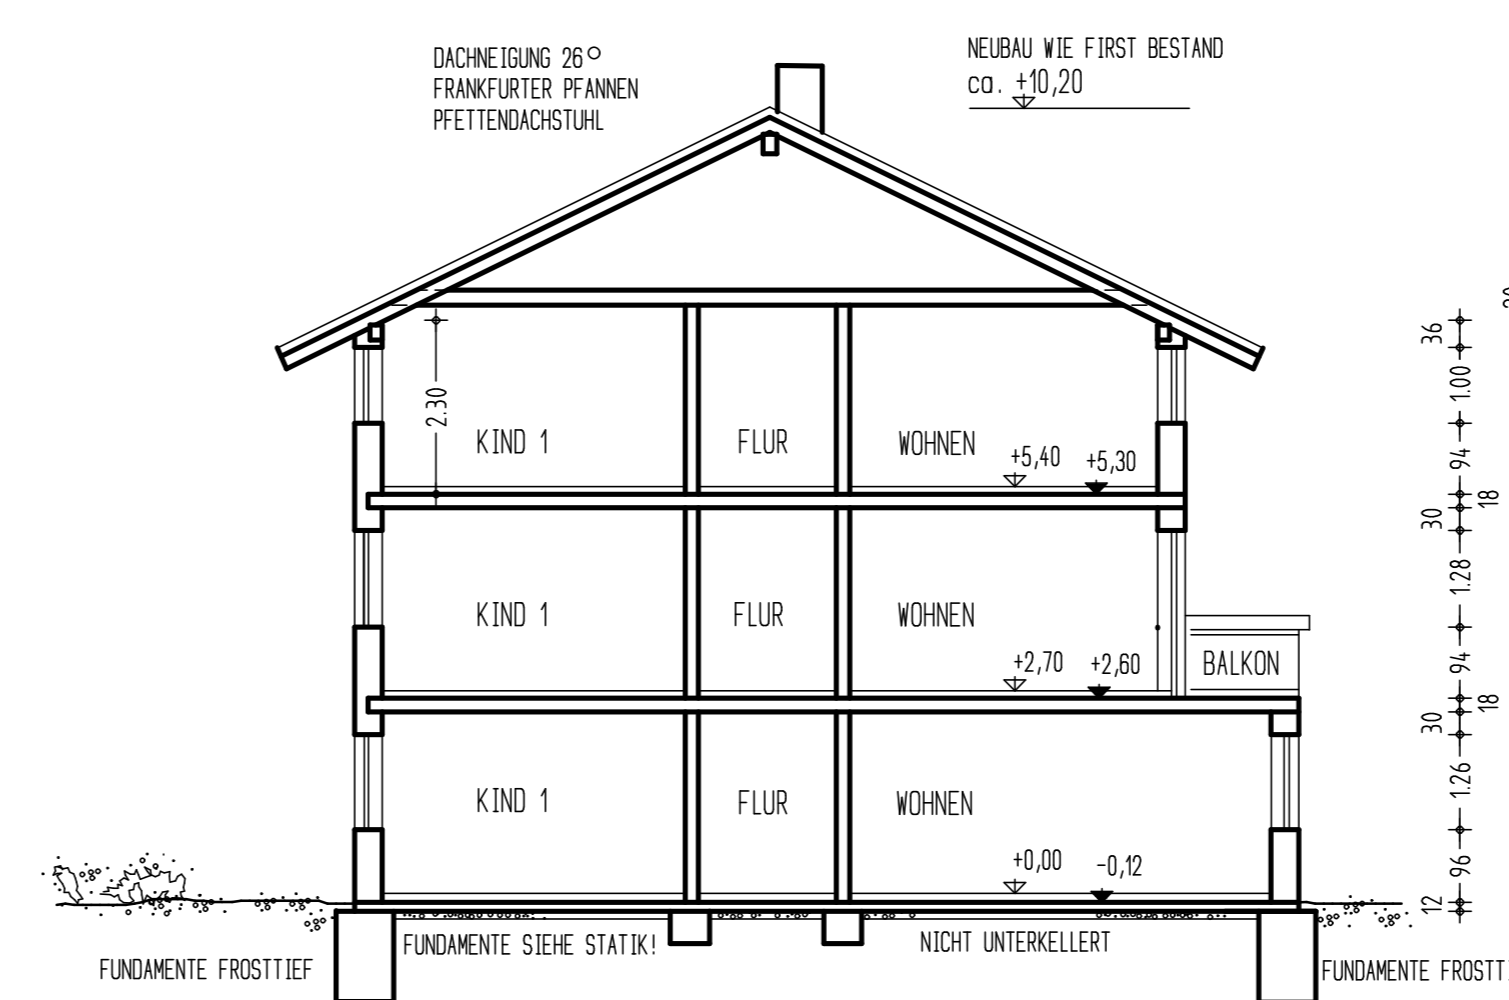 DACHNEIGUNG 26°
FRANKFURTER PFANNEN
PFETTENDACHSTUHL
NEUBAU WIE FIRST BESTAND
ca. +10,20
36
1.00
2.30
KIND 1
FLUR
WOHNEN
+5,40
+5,30
94
18
30
1.28
KIND 1
FLUR
WOHNEN
+2,70
+2,60
BALKON
94
18
30
1.26
KIND 1
FLUR
WOHNEN
+0,00
-0,12
96
12
FUNDAMENTE SIEHE STATIK!
NICHT UNTERKELLERT
FUNDAMENTE FROSTTIEF
FUNDAMENTE